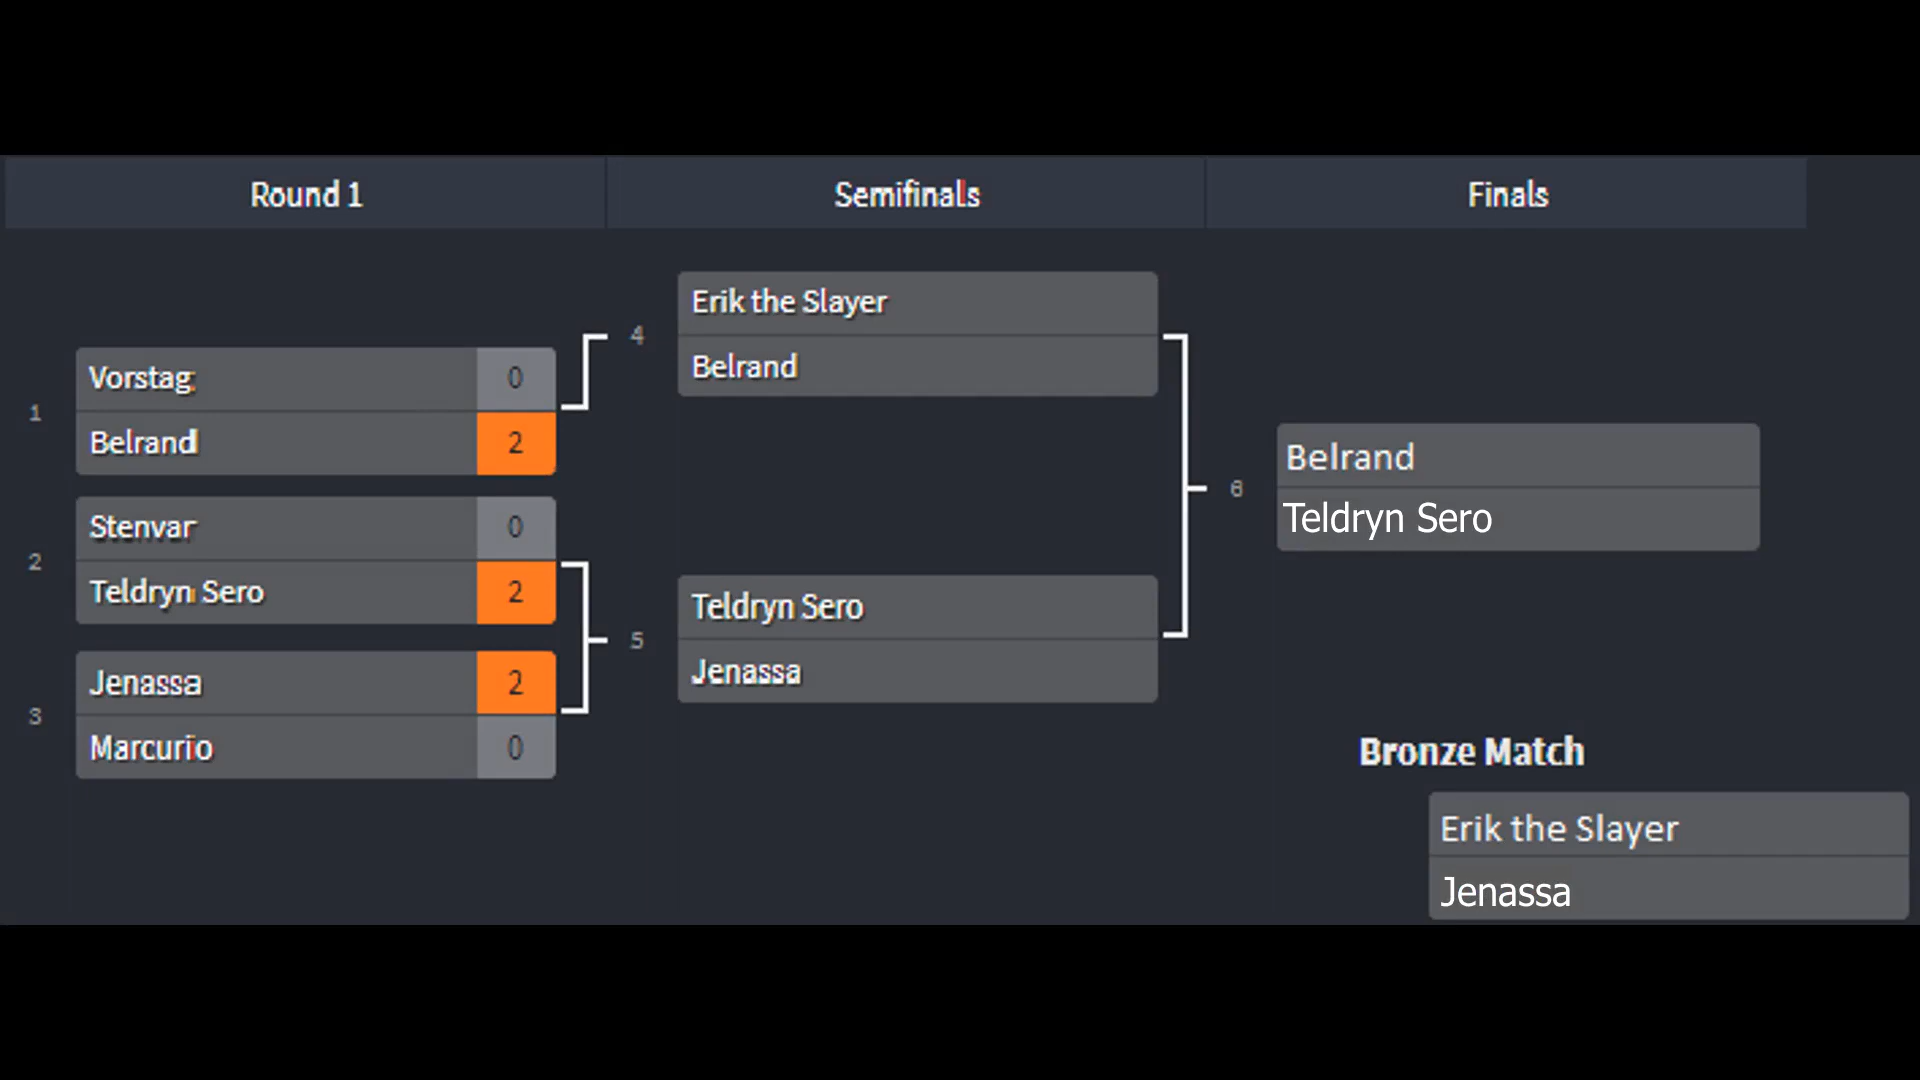 Round 1
Semifinals
Finals
1
Vorstag 0
Belrand 2
2
Stenvar 0
Teldryn Sero 2
3
Jenassa 2
Marcurio 0
4
Erik the Slayer
Belrand
5
Teldryn Sero
Jenassa
6
Belrand
Teldryn Sero
Bronze Match
Erik the Slayer
Jenassa